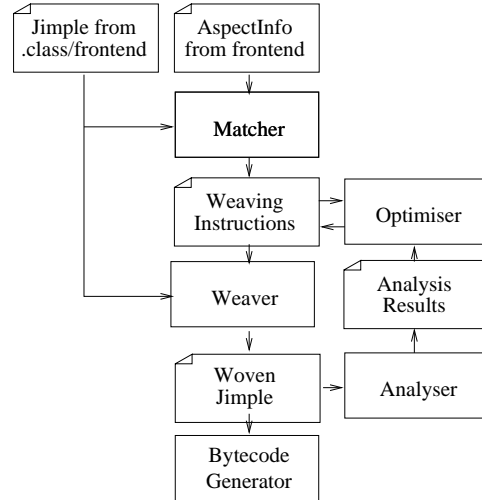 Jimple from
.class/frontend
AspectInfo
from frontend
Matcher
Weaving
Instructions
Optimiser
Weaver
Analysis
Results
Woven
Jimple
Analyser
Bytecode
Generator